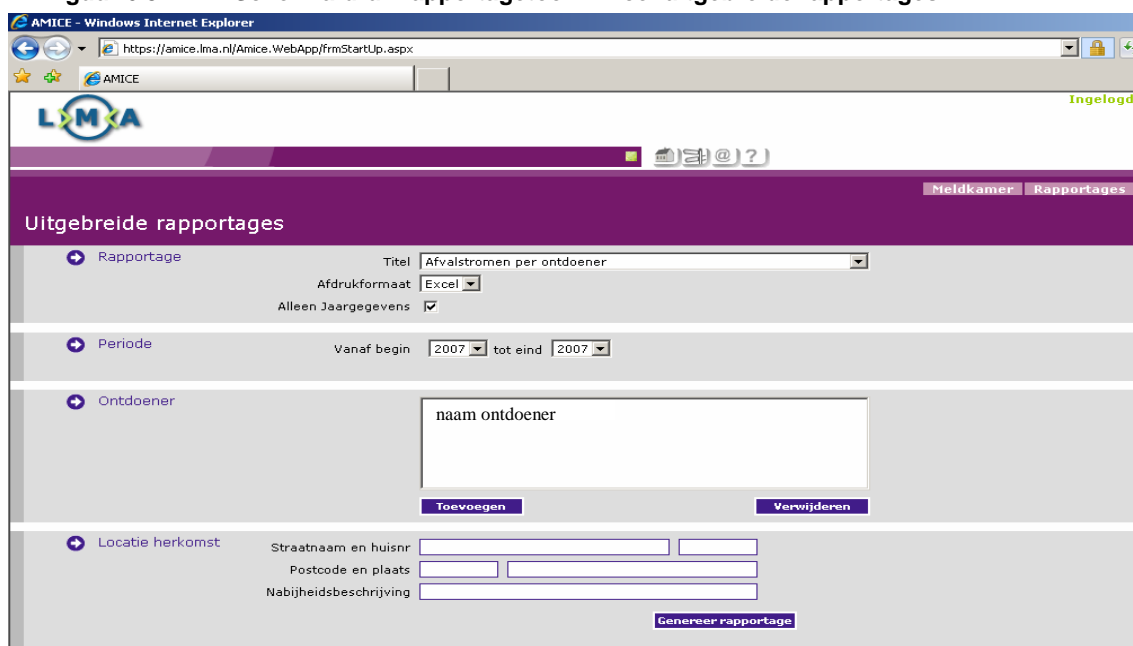 AMICE - Windows Internet Explorer
https://amice.lma.nl/Amice.WebApp/frmStartUp.aspx
AMICE
Ingelogd
LMA
@ ?
Meldkamer Rapportages
Uitgebreide rapportages
Rapportage
Titel Afvalstromen per ontdoener
Afdrukformaat Excel
Alleen Jaargegevens
Periode
Vanaf begin 2007 tot eind 2007
Ontdoener
naam ontdoener
Toevoegen Verwijderen
Locatie herkomst
Straatnaam en huisnr
Postcode en plaats
Nabijheidsbeschrijving
Genereer rapportage